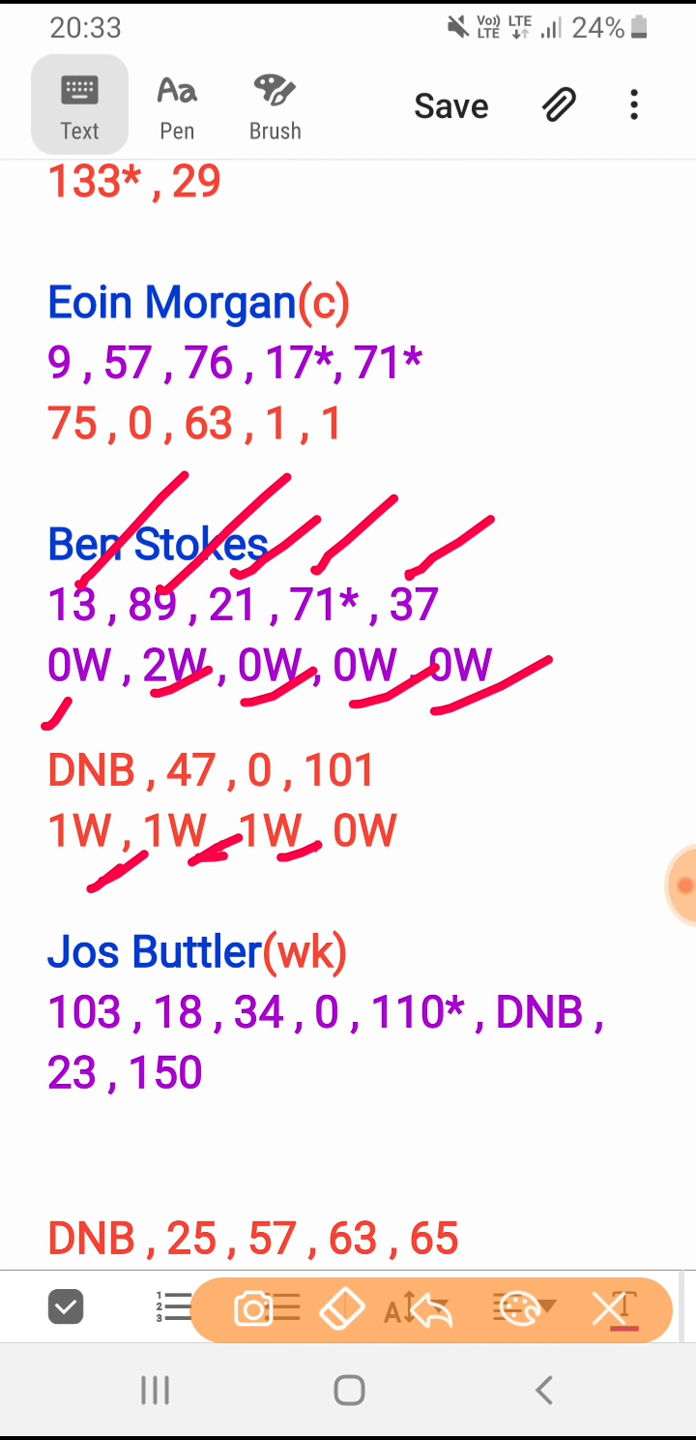 20:33 Vo) LTE LTE 24%
Text Pen Brush Save
133* , 29
Eoin Morgan(c)
9 , 57 , 76 , 17*, 71*
75 , 0 , 63 , 1 , 1
Ben Stokes
13 , 89 , 21 , 71* , 37
0W , 2W , 0W , 0W , 0W
DNB , 47 , 0 , 101
1W , 1W , 1W , 0W
Jos Buttler(wk)
103 , 18 , 34 , 0 , 110* , DNB ,
23 , 150
DNB , 25 , 57 , 63 , 65